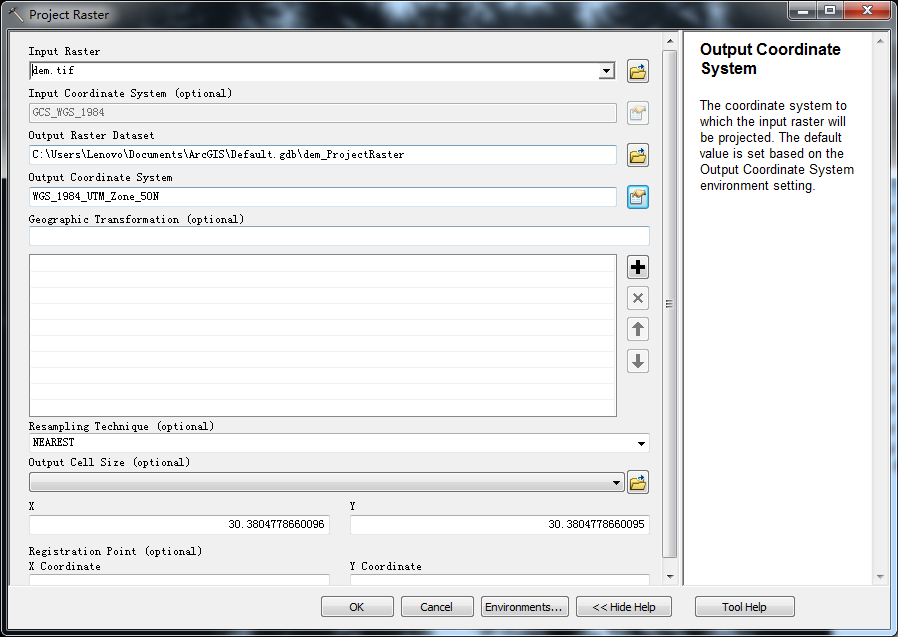 Project Raster
Input Raster
dem.tif
Input Coordinate System (optional)
GCS_WGS_1984
Output Raster Dataset
C:\Users\Lenovo\Documents\ArcGIS\Default.gdb\dem_ProjectRaster
Output Coordinate System
WGS_1984_UTM_Zone_50N
Geographic Transformation (optional)
Resampling Technique (optional)
NEAREST
Output Cell Size (optional)
X Y
30.3804778660096 30.3804778660095
Registration Point (optional)
X Coordinate Y Coordinate
OK Cancel Environments... << Hide Help Tool Help
Output Coordinate
System
The coordinate system to
which the input raster will
be projected. The default
value is set based on the
Output Coordinate System
environment setting.